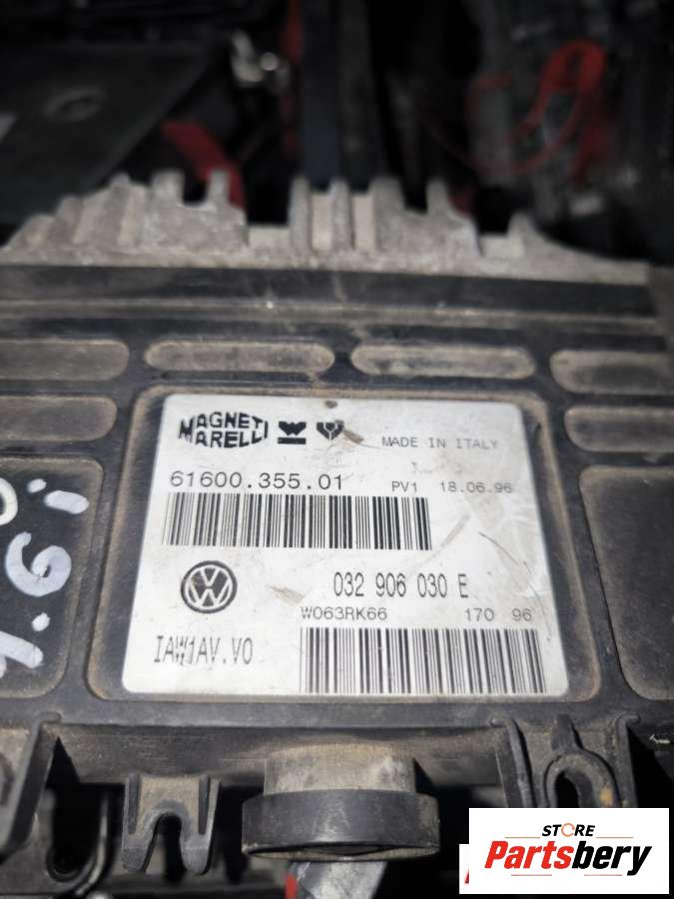 MAGNETI
MARELLI
MADE IN ITALY
61600.355.01
PV1 18.06.96
032 906 030 E
W063RK66 170 96
IAW1AV.V0
STORE
Partsbery